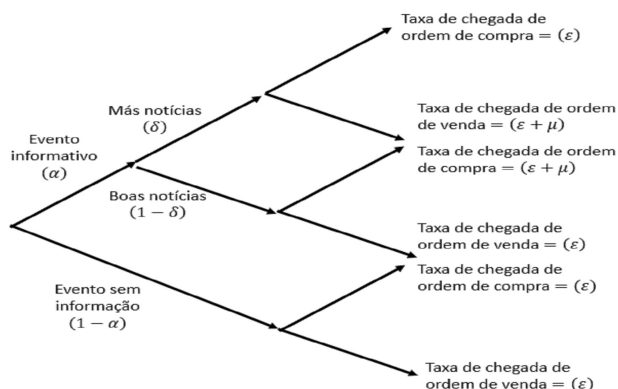 Taxa de chegada de
ordem de compra = (ε)
Más notícias
(δ)
Taxa de chegada de ordem
de venda = (ε + μ)
Evento
informativo
(α)
Taxa de chegada de ordem
de compra = (ε + μ)
Boas notícias
(1 − δ)
Taxa de chegada de
ordem de venda = (ε)
Taxa de chegada de
ordem de compra = (ε)
Evento sem
informação
(1 − α)
Taxa de chegada de
ordem de venda = (ε)